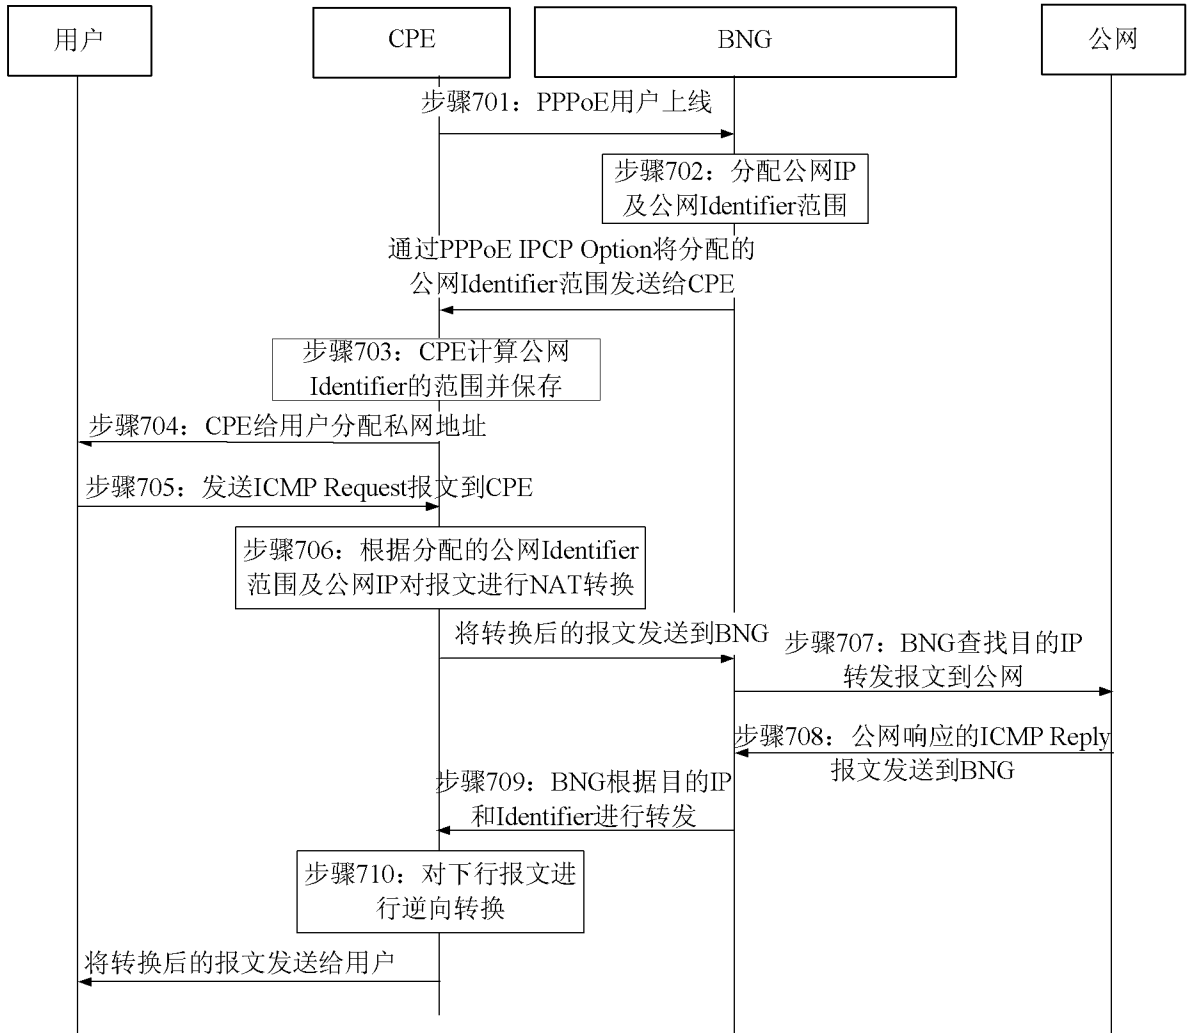 用户
CPE
BNG
公网
步骤701：PPPoE用户上线
步骤702：分配公网IP
及公网Identifier范围
通过PPPoE IPCP Option将分配的
公网Identifier范围发送给CPE
步骤703：CPE计算公网
Identifier的范围并保存
步骤704：CPE给用户分配私网地址
步骤705：发送ICMP Request报文到CPE
步骤706：根据分配的公网Identifier
范围及公网IP对报文进行NAT转换
将转换后的报文发送到BNG
步骤707：BNG查找目的IP
转发报文到公网
步骤708：公网响应的ICMP Reply
报文发送到BNG
步骤709：BNG根据目的IP
和Identifier进行转发
步骤710：对下行报文进
行逆向转换
将转换后的报文发送给用户